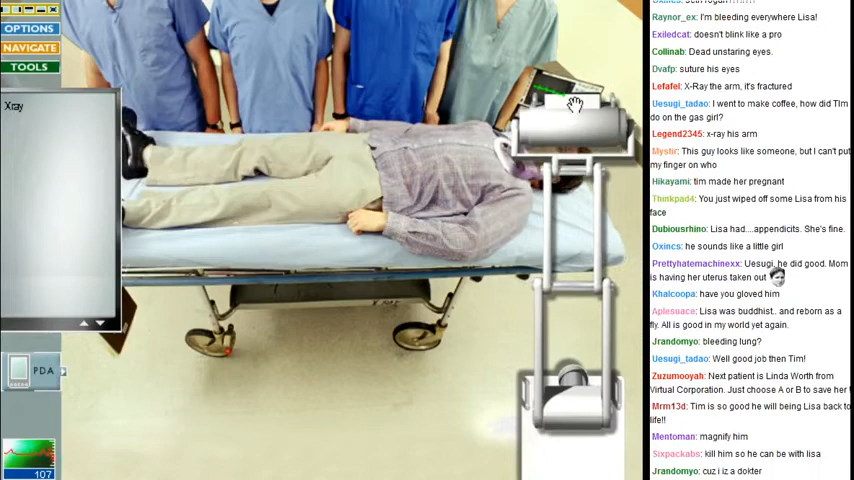 OPTIONS
NAVIGATE
TOOLS
Xray
PDA
107
Raynor_ex: I'm bleeding everywhere Lisa!
Exiledcat: doesn't blink like a pro
Collinab: Dead unstaring eyes.
Dvafp: suture his eyes
Lefafel: X-Ray the arm, it's fractured
Uesugi_tadao: I went to make coffee, how did TIm
do on the gas girl?
Legend2345: x-ray his arm
Mystir: This guy looks like someone, but I can't put
my finger on who
Hikayami: tim made her pregnant
Thinkpad4: You just wiped off some Lisa from his
face
Dubiousrhino: Lisa had....appendicits. She's fine.
Oxincs: he sounds like a little girl
Prettyhatemachinexx: Uesugi, he did good. Mom
is having her uterus taken out
Khalcoopa: have you gloved him
Aplesuace: Lisa was buddhist.. and reborn as a
fly. All is good in my world yet again.
Jrandomyo: bleeding lung?
Uesugi_tadao: Well good job then Tim!
Zuzumooyah: Next patient is Linda Worth from
Virtual Corporation. Just choose A or B to save her !
Mrm13d: Tim is so good he will being Lisa back to
life!!
Mentoman: magnify him
Sixpackabs: kill him so he can be with lisa
Jrandomyo: cuz i iz a dokter